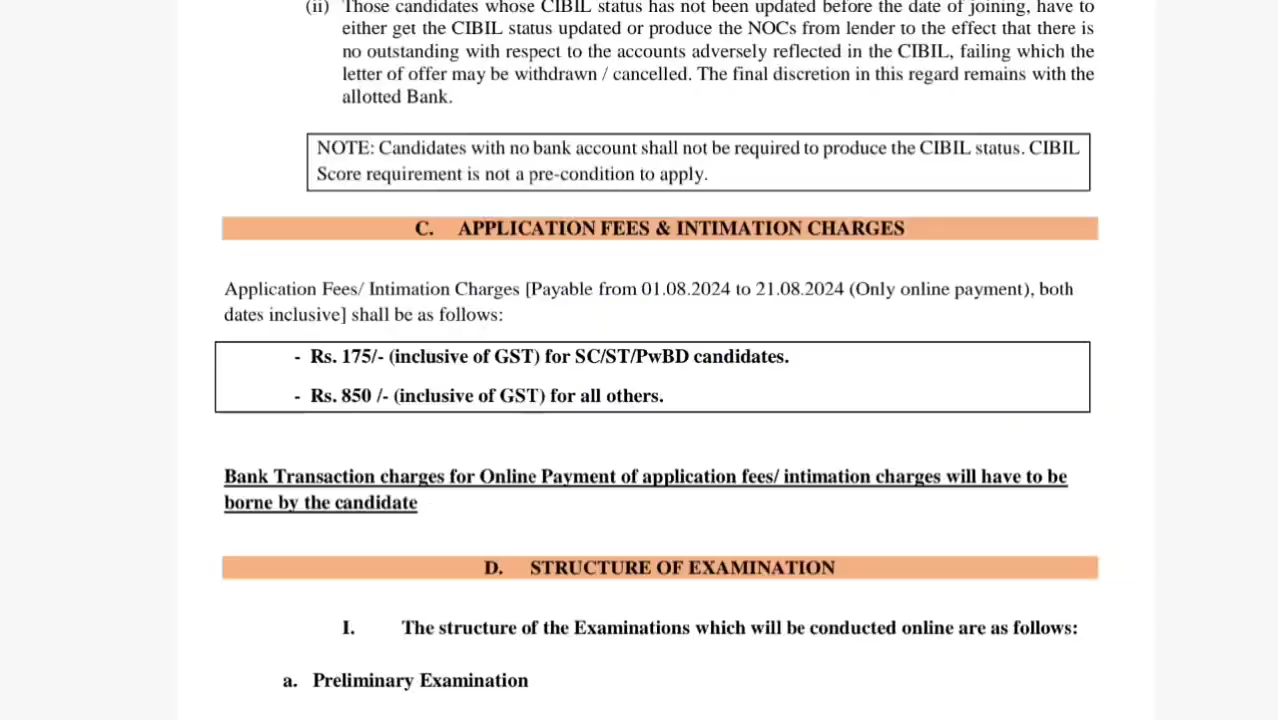 (ii) Those candidates whose CIBIL status has not been updated before the date of joining, have to
either get the CIBIL status updated or produce the NOCs from lender to the effect that there is
no outstanding with respect to the accounts adversely reflected in the CIBIL, failing which the
letter of offer may be withdrawn / cancelled. The final discretion in this regard remains with the
allotted Bank.
NOTE: Candidates with no bank account shall not be required to produce the CIBIL status. CIBIL
Score requirement is not a pre-condition to apply.
C. APPLICATION FEES & INTIMATION CHARGES
Application Fees/ Intimation Charges [Payable from 01.08.2024 to 21.08.2024 (Only online payment), both
dates inclusive] shall be as follows:
- Rs. 175/- (inclusive of GST) for SC/ST/PwBD candidates.
- Rs. 850 /- (inclusive of GST) for all others.
Bank Transaction charges for Online Payment of application fees/ intimation charges will have to be
borne by the candidate
D. STRUCTURE OF EXAMINATION
I. The structure of the Examinations which will be conducted online are as follows:
a. Preliminary Examination